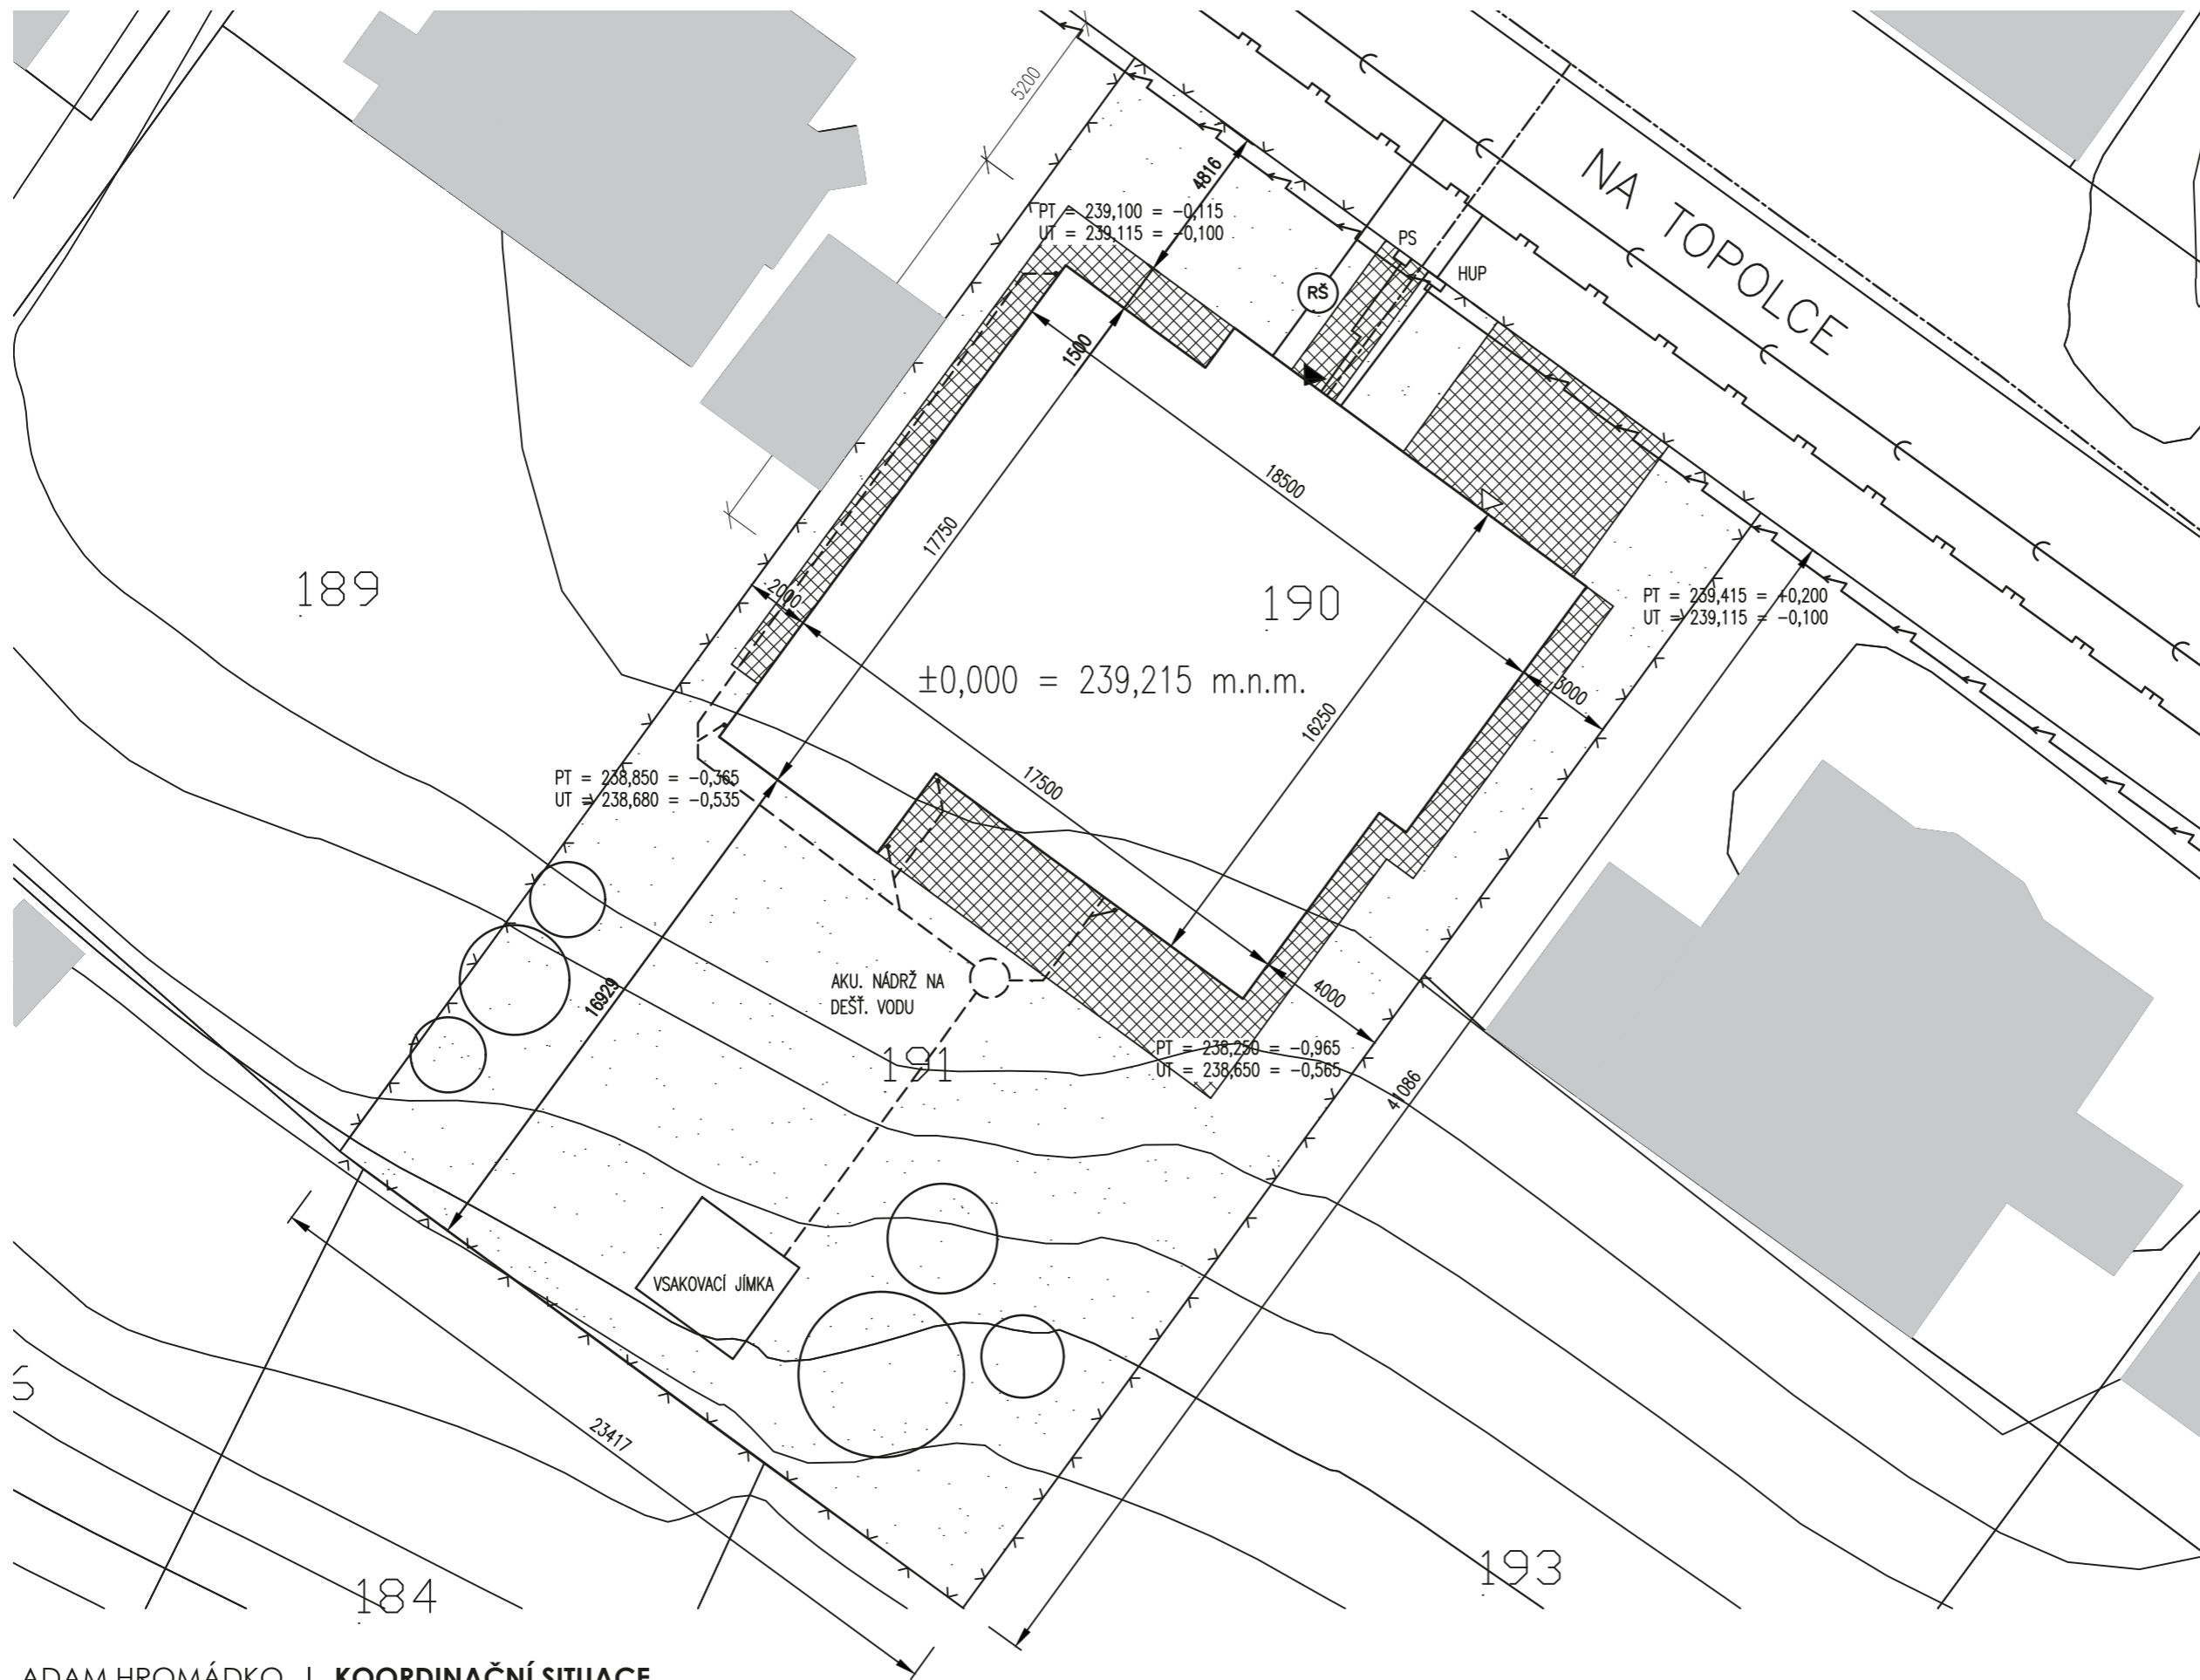 5200
4816
NA TOPOLCE
PT = 239,100 = -0,115
UT = 239,115 = -0,100
PS
HUP
RŠ
1500
18500
17750
189
2000
190
PT = 239,415 = +0,200
UT = 239,115 = -0,100
±0,000 = 239,215 m.n.m.
3000
16250
PT = 238,850 = -0,365
UT = 238,680 = -0,535
17500
16929
AKU. NÁDRŽ NA
DEŠŤ. VODU
4000
191
PT = 238,250 = -0,965
UT = 238,650 = -0,565
41086
VSAKOVACÍ JÍMKA
23417
193
184
ADAM HROMÁDKO | KOORDINAČNÍ SITUACE